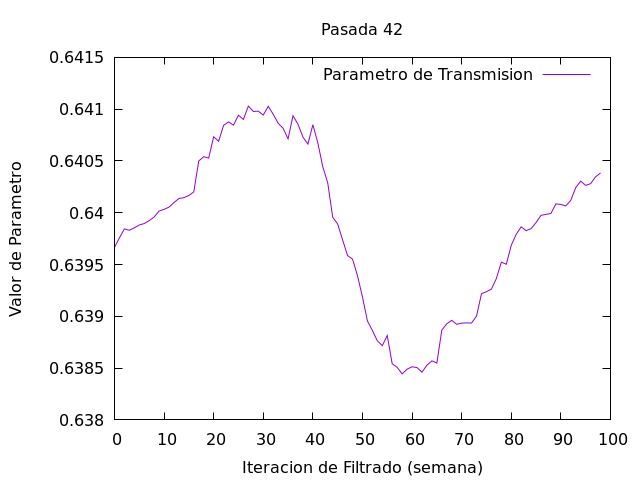 Pasada 42
Parametro de Transmision
0.6415
0.641
0.6405
0.64
0.6395
0.639
0.6385
0.638
Valor de Parametro
0 10 20 30 40 50 60 70 80 90 100
Iteracion de Filtrado (semana)